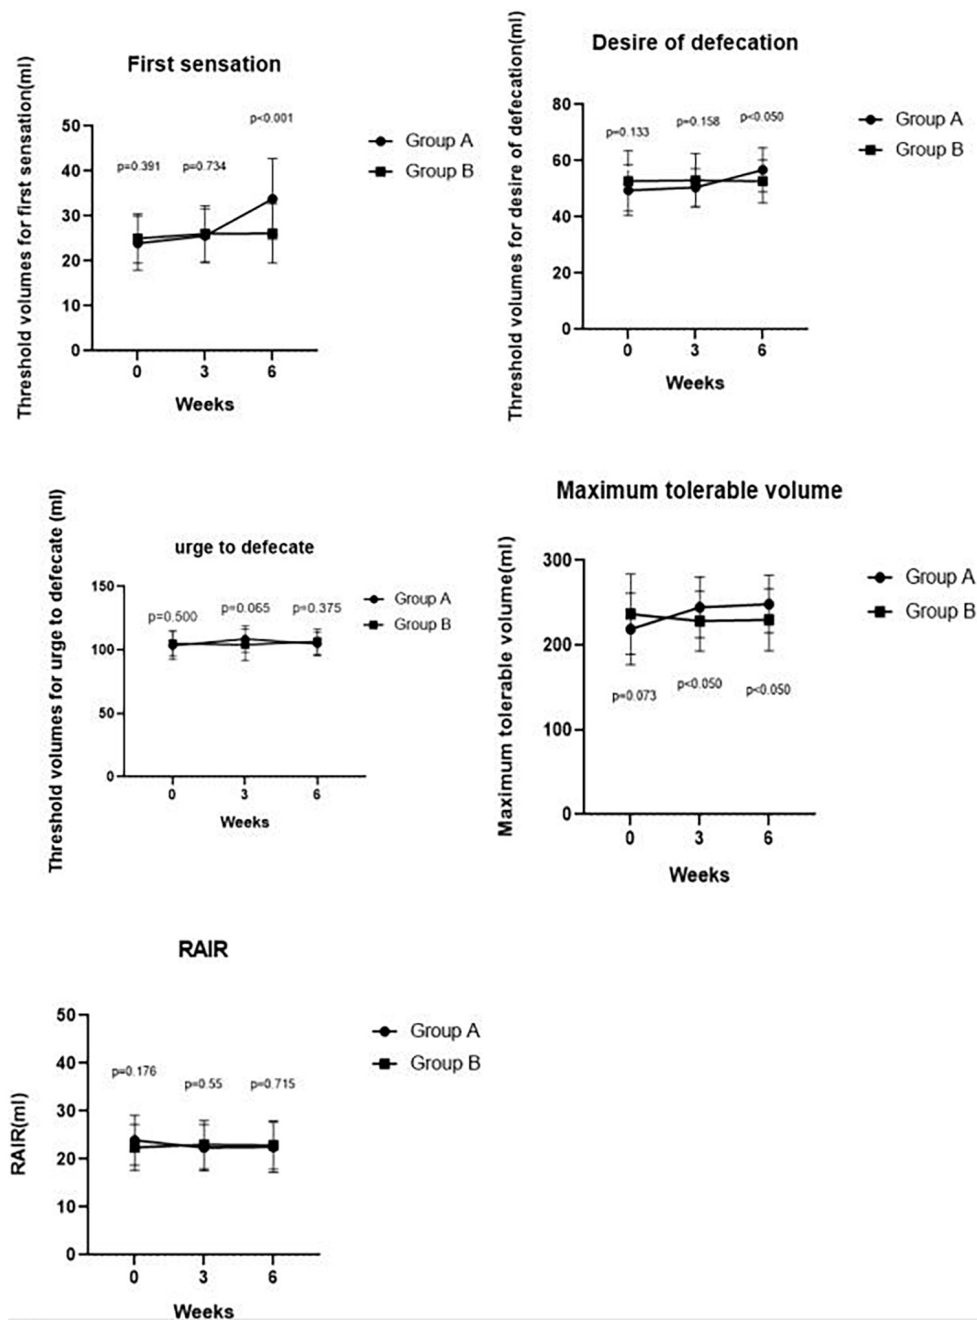 First sensation
Threshold volumes for first sensation(ml)
50
40
30
20
10
0
p=0.391
p=0.734
p<0.001
0
3
6
Weeks
Group A
Group B
Desire of defecation
Threshold volumes for desire of defecation(ml)
80
60
40
20
0
p=0.133
p=0.158
p<0.050
0
3
6
Weeks
Group A
Group B
urge to defecate
Threshold volumes for urge to defecate (ml)
150
100
50
0
p=0.500
p=0.065
p=0.375
0
3
6
Weeks
Group A
Group B
Maximum tolerable volume
Maximum tolerable volume(ml)
300
200
100
0
p=0.073
p<0.050
p<0.050
0
3
6
Weeks
Group A
Group B
RAIR
RAIR(ml)
50
40
30
20
10
0
p=0.176
p=0.55
p=0.715
0
3
6
Weeks
Group A
Group B